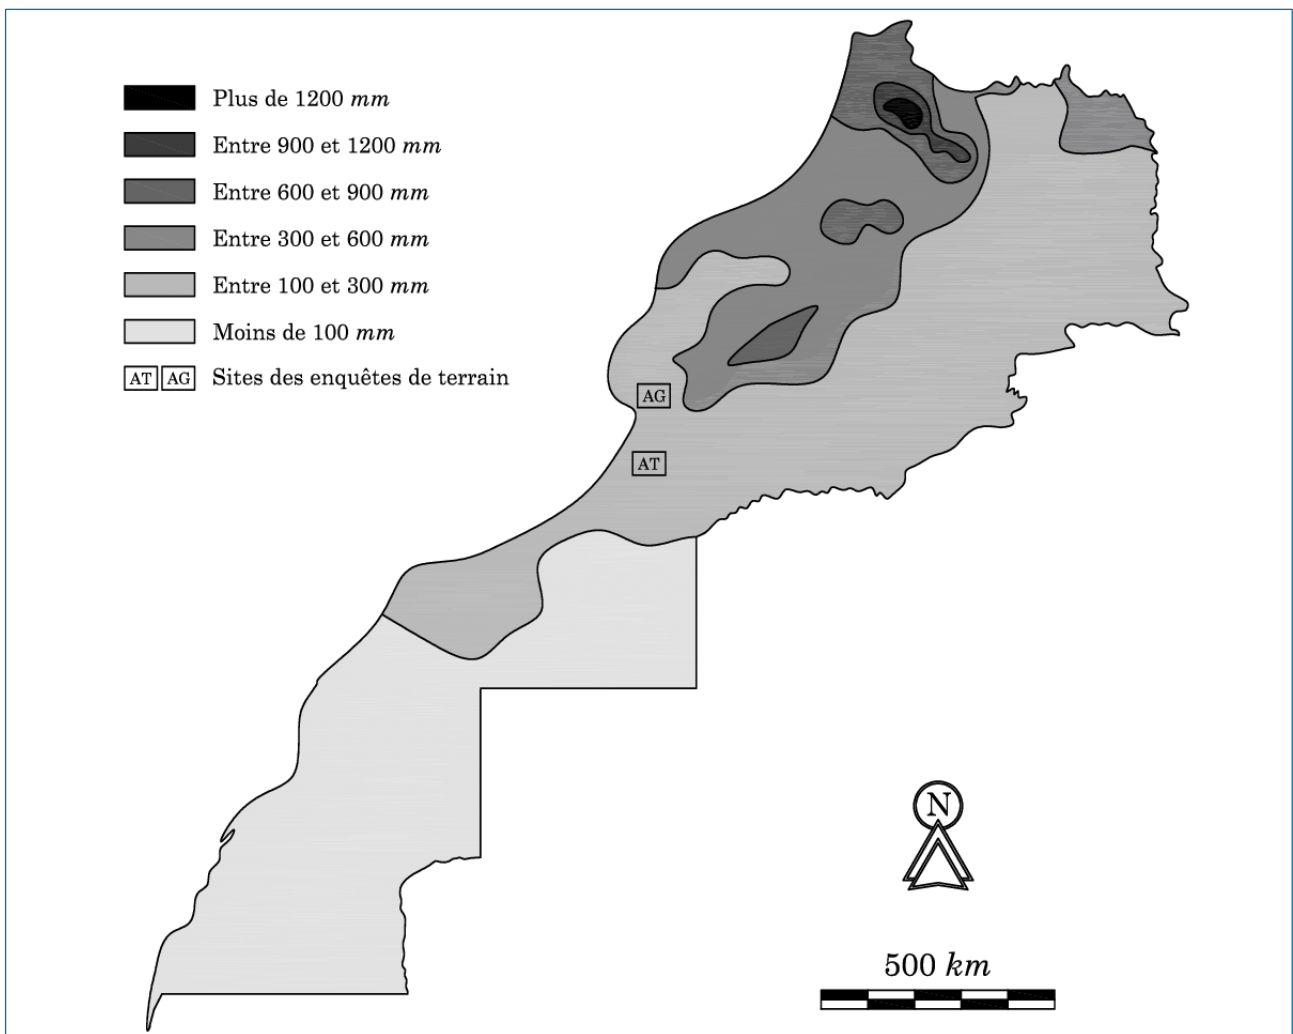 Plus de 1200 mm
Entre 900 et 1200 mm
Entre 600 et 900 mm
Entre 300 et 600 mm
Entre 100 et 300 mm
Moins de 100 mm
AT AG Sites des enquêtes de terrain
AG
AT
N
500 km